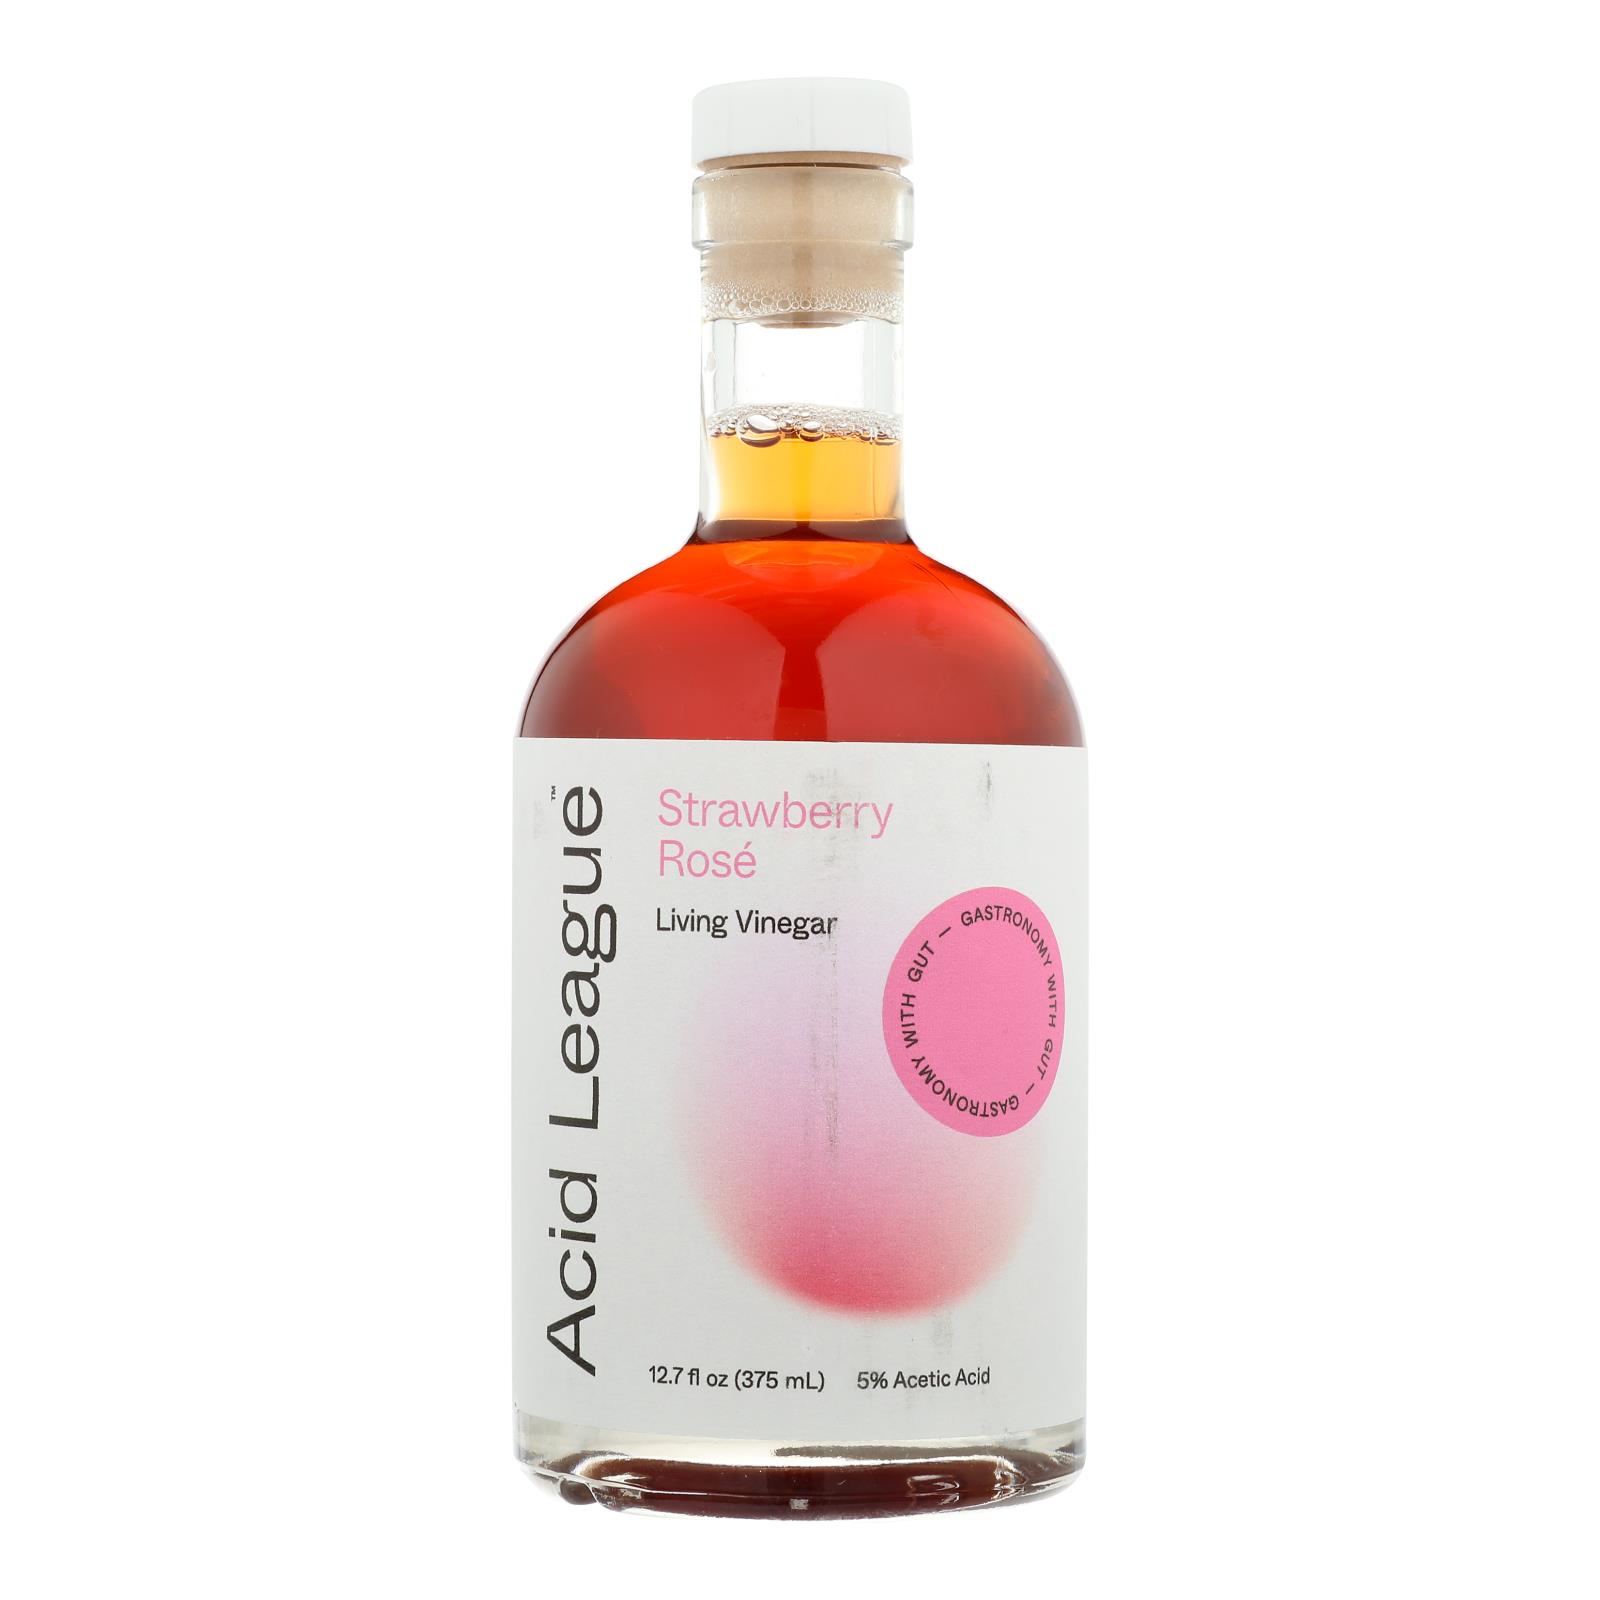 Acid League™
Strawberry
Rosé
Living Vinegar
GASTRONOMY WITH GUT — GASTRONOMY WITH GUT —
12.7 fl oz (375 mL) 5% Acetic Acid